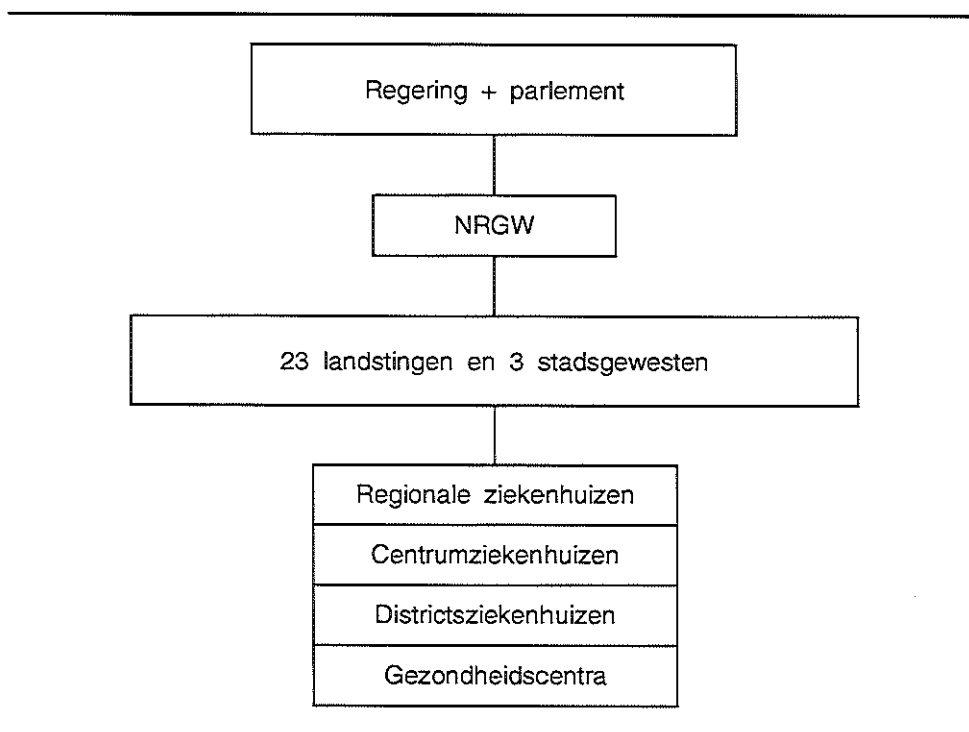 Regering + parlement
NRGW
23 landstingen en 3 stadsgewesten
Regionale ziekenhuizen
Centrumziekenhuizen
Districtsziekenhuizen
Gezondheidscentra